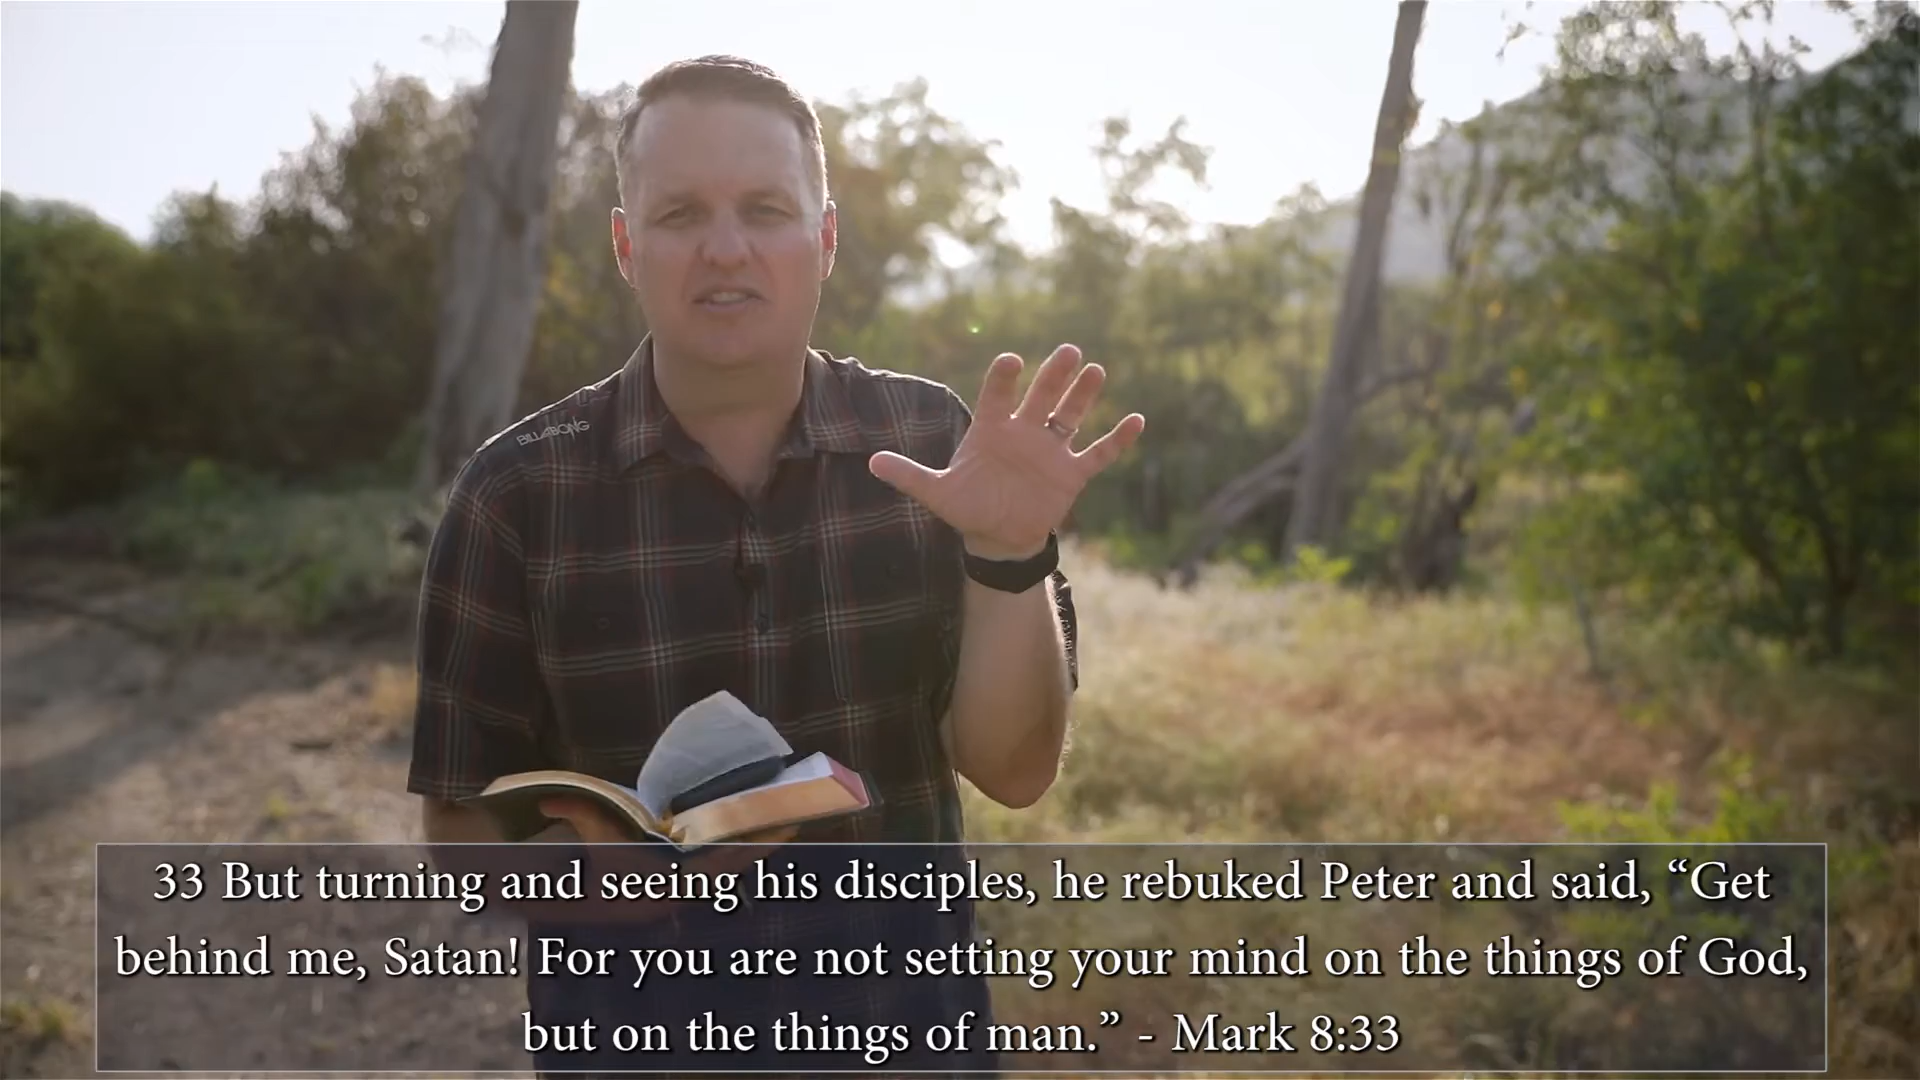 BILLABONG
33 But turning and seeing his disciples, he rebuked Peter and said, “Get
behind me, Satan! For you are not setting your mind on the things of God,
but on the things of man.” - Mark 8:33